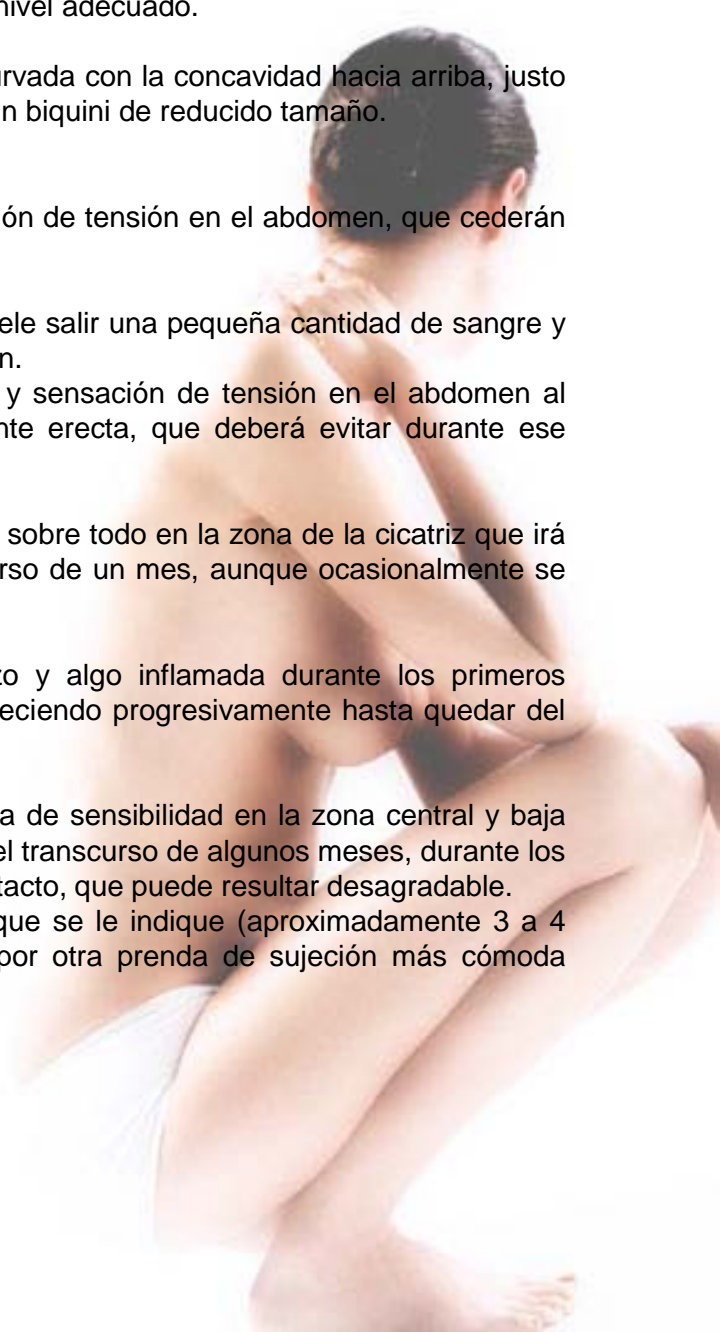 nivel adecuado.
urvada con la concavidad hacia arriba, justo
n biquini de reducido tamaño.
ión de tensión en el abdomen, que cederán
ele salir una pequeña cantidad de sangre y
n.
y sensación de tensión en el abdomen al
nte erecta, que deberá evitar durante ese
sobre todo en la zona de la cicatriz que irá
rso de un mes, aunque ocasionalmente se
zo y algo inflamada durante los primeros
reciendo progresivamente hasta quedar del
a de sensibilidad en la zona central y baja
el transcurso de algunos meses, durante los
tacto, que puede resultar desagradable.
que se le indique (aproximadamente 3 a 4
por otra prenda de sujeción más cómoda